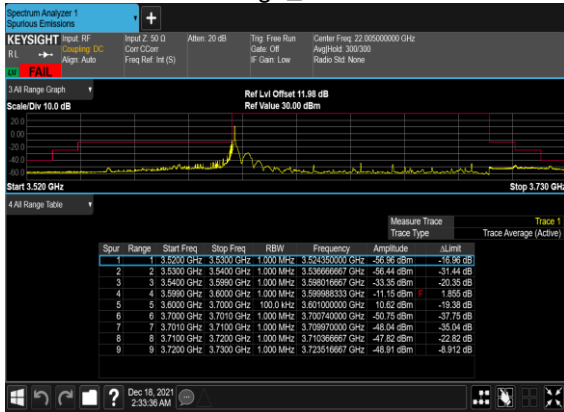 Spectrum Analyzer 1
Spurious Emissions
+
KEYSIGHT Input: RF Input Z: 50 Ω Atten: 20 dB Trig: Free Run Center Freq: 22.005000000 GHz
RL Coupling: DC Corr CCorr Gate: Off Avg|Hold: 300/300
Align: Auto Freq Ref: Int (S) IF Gain: Low Radio Std: None
LXI FAIL
3 All Range Graph
Ref Lvl Offset 11.98 dB
Scale/Div 10.0 dB Ref Value 30.00 dBm
20.0
0.00
-20.0
-40.0
-60.0
Start 3.520 GHz Stop 3.730 GHz
4 All Range Table
Measure Trace Trace 1
Trace Type Trace Average (Active)
Spur Range Start Freq Stop Freq RBW Frequency Amplitude ΔLimit
1 1 3.5200 GHz 3.5300 GHz 1.000 MHz 3.524350000 GHz -56.96 dBm -16.96 dB
2 2 3.5300 GHz 3.5400 GHz 1.000 MHz 3.536666667 GHz -56.44 dBm -31.44 dB
3 3 3.5400 GHz 3.5990 GHz 1.000 MHz 3.598016667 GHz -33.35 dBm -20.35 dB
4 4 3.5990 GHz 3.6000 GHz 1.000 MHz 3.599988333 GHz -11.15 dBm F 1.855 dB
5 5 3.6000 GHz 3.7000 GHz 100.0 kHz 3.601000000 GHz 10.62 dBm -19.38 dB
6 6 3.7000 GHz 3.7010 GHz 1.000 MHz 3.700740000 GHz -50.75 dBm -37.75 dB
7 7 3.7010 GHz 3.7100 GHz 1.000 MHz 3.709970000 GHz -48.04 dBm -35.04 dB
8 8 3.7100 GHz 3.7200 GHz 1.000 MHz 3.710366667 GHz -47.82 dBm -22.82 dB
9 9 3.7200 GHz 3.7300 GHz 1.000 MHz 3.723516667 GHz -48.91 dBm -8.912 dB
? Dec 18, 2021
2:33:36 AM